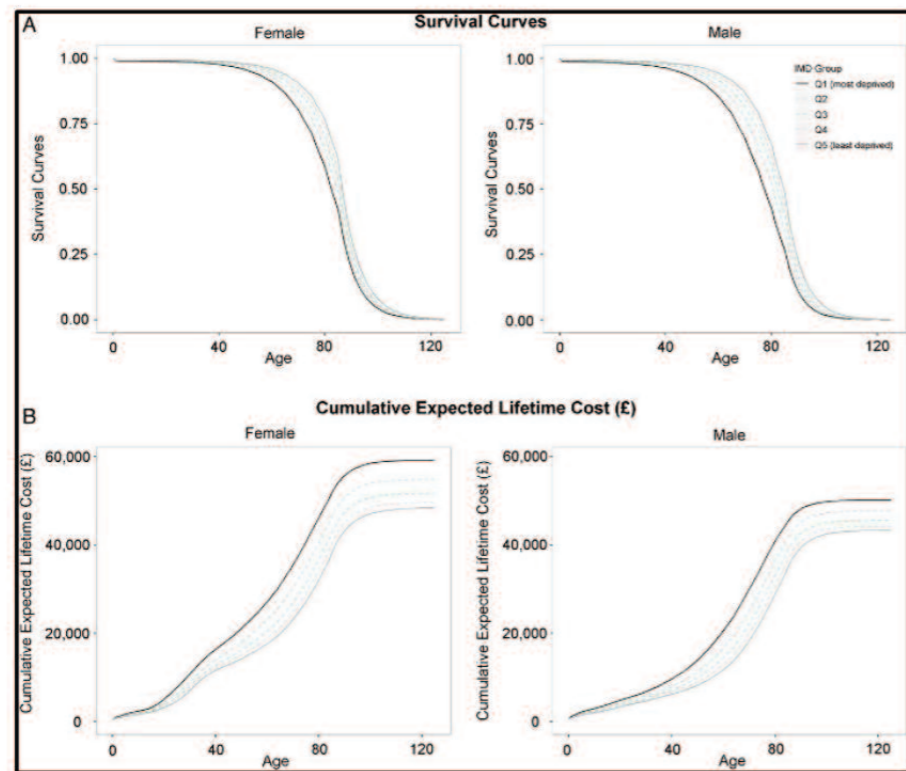 A
Survival Curves
Female
Male
Survival Curves
1.00
0.75
0.50
0.25
0.00
0 40 80 120
Age
Survival Curves
1.00
0.75
0.50
0.25
0.00
0 40 80 120
Age
IMD Group
Q1 (most deprived)
Q2
Q3
Q4
Q5 (least deprived)
B
Cumulative Expected Lifetime Cost (£)
Female
Male
Cumulative Expected Lifetime Cost (£)
60,000
40,000
20,000
0
0 40 80 120
Age
Cumulative Expected Lifetime Cost (£)
60,000
40,000
20,000
0
0 40 80 120
Age